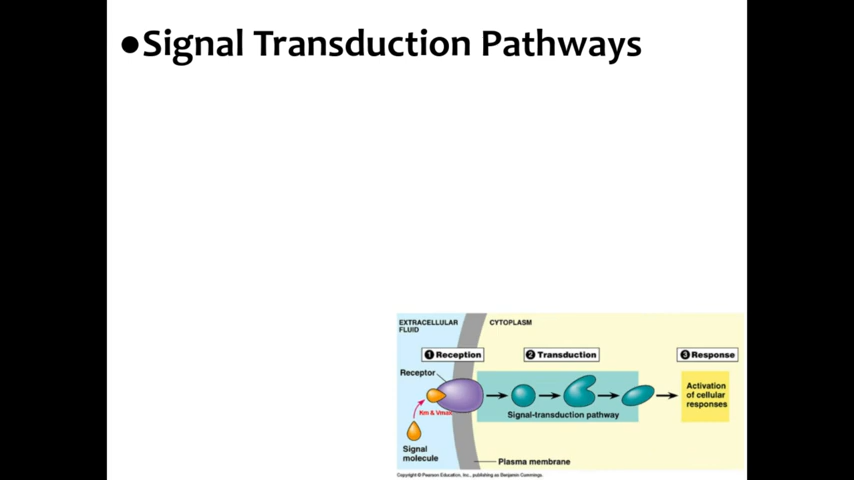 ●Signal Transduction Pathways
EXTRACELLULAR
FLUID
CYTOPLASM
1 Reception
2 Transduction
3 Response
Receptor
Km & Vmax
Activation
of cellular
responses
Signal-transduction pathway
Signal
molecule
Plasma membrane
Copyright © Pearson Education, Inc., publishing as Benjamin Cummings.